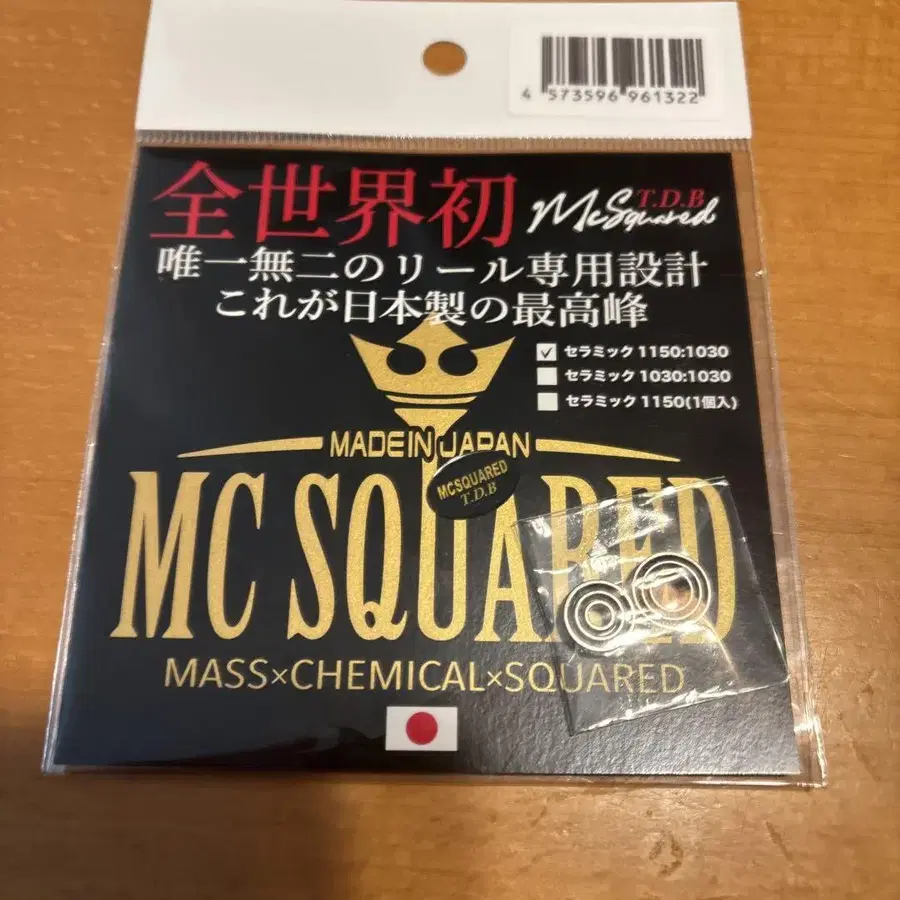 4 573596 961322
全世界初
McSquared T.D.B
唯一無二のリール専用設計
これが日本製の最高峰
セラミック 1150:1030
セラミック 1030:1030
セラミック 1150(1個入)
MADE IN JAPAN
MCSQUARED
T.D.B
MC SQUARED
MASS×CHEMICAL×SQUARED